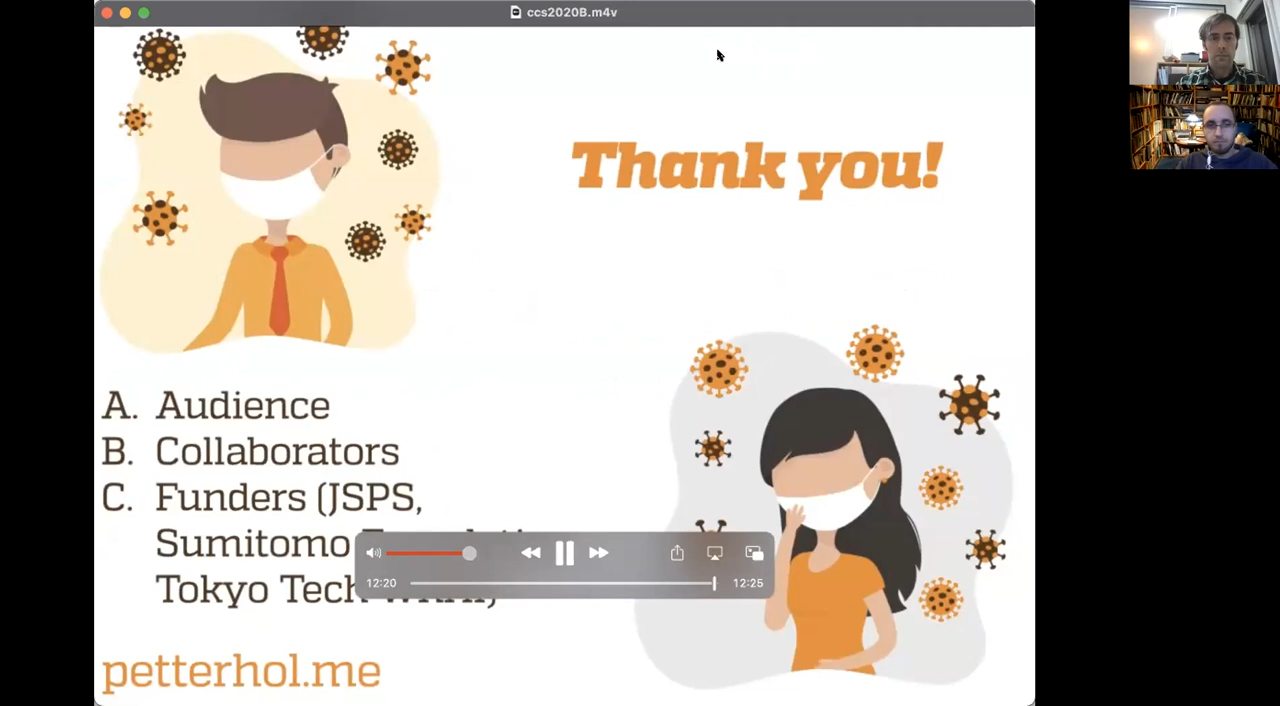 ccs2020B.m4v
Thank you!
A. Audience
B. Collaborators
C. Funders (JSPS,
Sumitomo
Tokyo Tech
12:20
12:25
petterhol.me